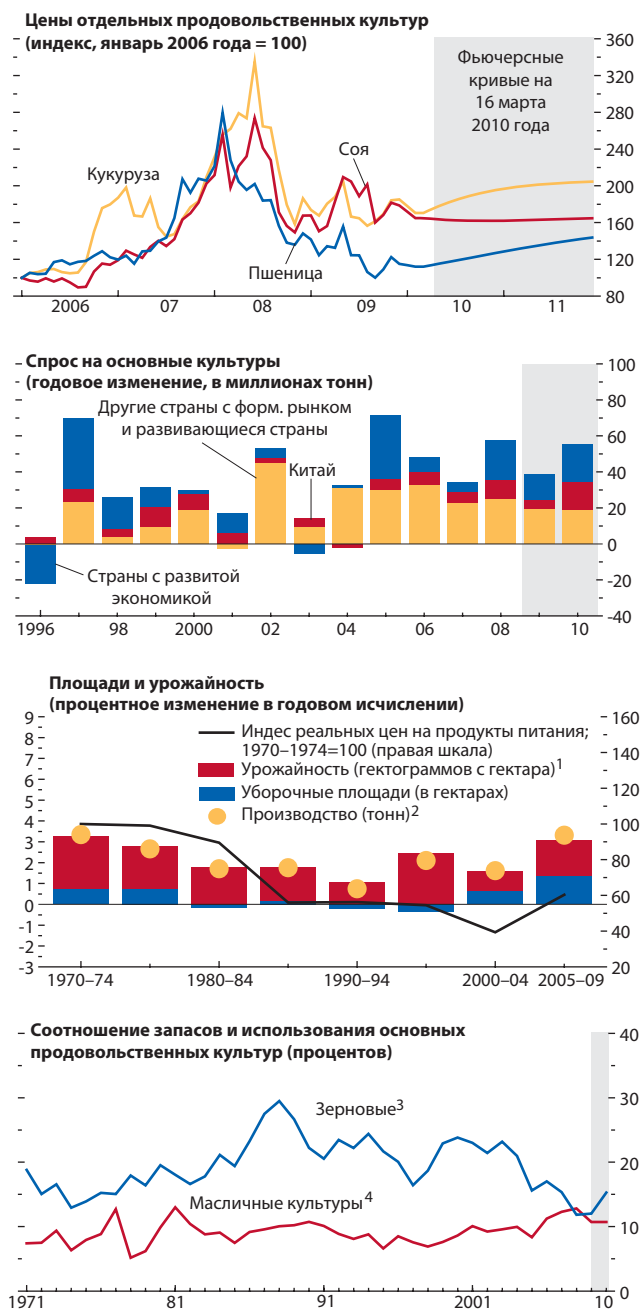 Цены отдельных продовольственных культур
(индекс, январь 2006 года = 100)
360
320
280
240
200
160
120
80
Фьючерсные
кривые на
16 марта
2010 года
Кукуруза
Соя
Пшеница
2006
07
08
09
10
11
Спрос на основные культуры
(годовое изменение, в миллионах тонн)
100
80
60
40
20
0
-20
-40
Другие страны с форм. рынком
и развивающиеся страны
Китай
Страны с развитой
экономикой
1996
98
2000
02
04
06
08
10
Площади и урожайность
(процентное изменение в годовом исчислении)
9
8
7
6
5
4
3
2
1
0
-1
-2
-3
160
140
120
100
80
60
40
20
Индекс реальных цен на продукты питания;
1970–1974=100 (правая шкала)
Урожайность (гектограммов с гектара)1
Уборочные площади (в гектарах)
Производство (тонн)2
1970–74
1980–84
1990–94
2000–04
2005–09
Соотношение запасов и использования основных
продовольственных культур (процентов)
40
30
20
10
0
Зерновые3
Масличные культуры4
1971
81
91
2001
10